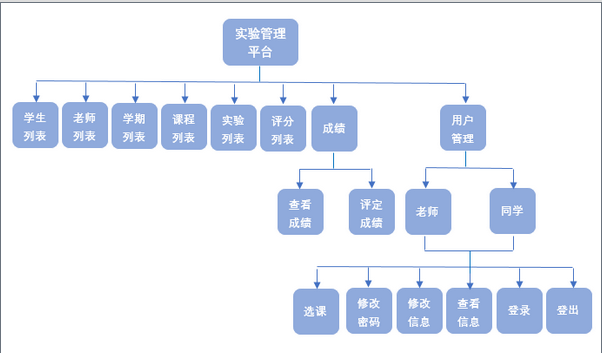 实验管理
平台
学生
列表
老师
列表
学期
列表
课程
列表
实验
列表
评分
列表
成绩
用户
管理
查看
成绩
评定
成绩
老师
同学
选课
修改
密码
修改
信息
查看
信息
登录
登出